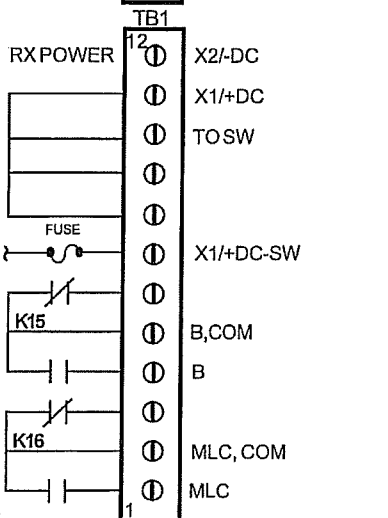 TB1
12
RX POWER X2/-DC
X1/+DC
TO SW
FUSE
X1/+DC-SW
K15
B,COM
B
K16
MLC, COM
MLC
1